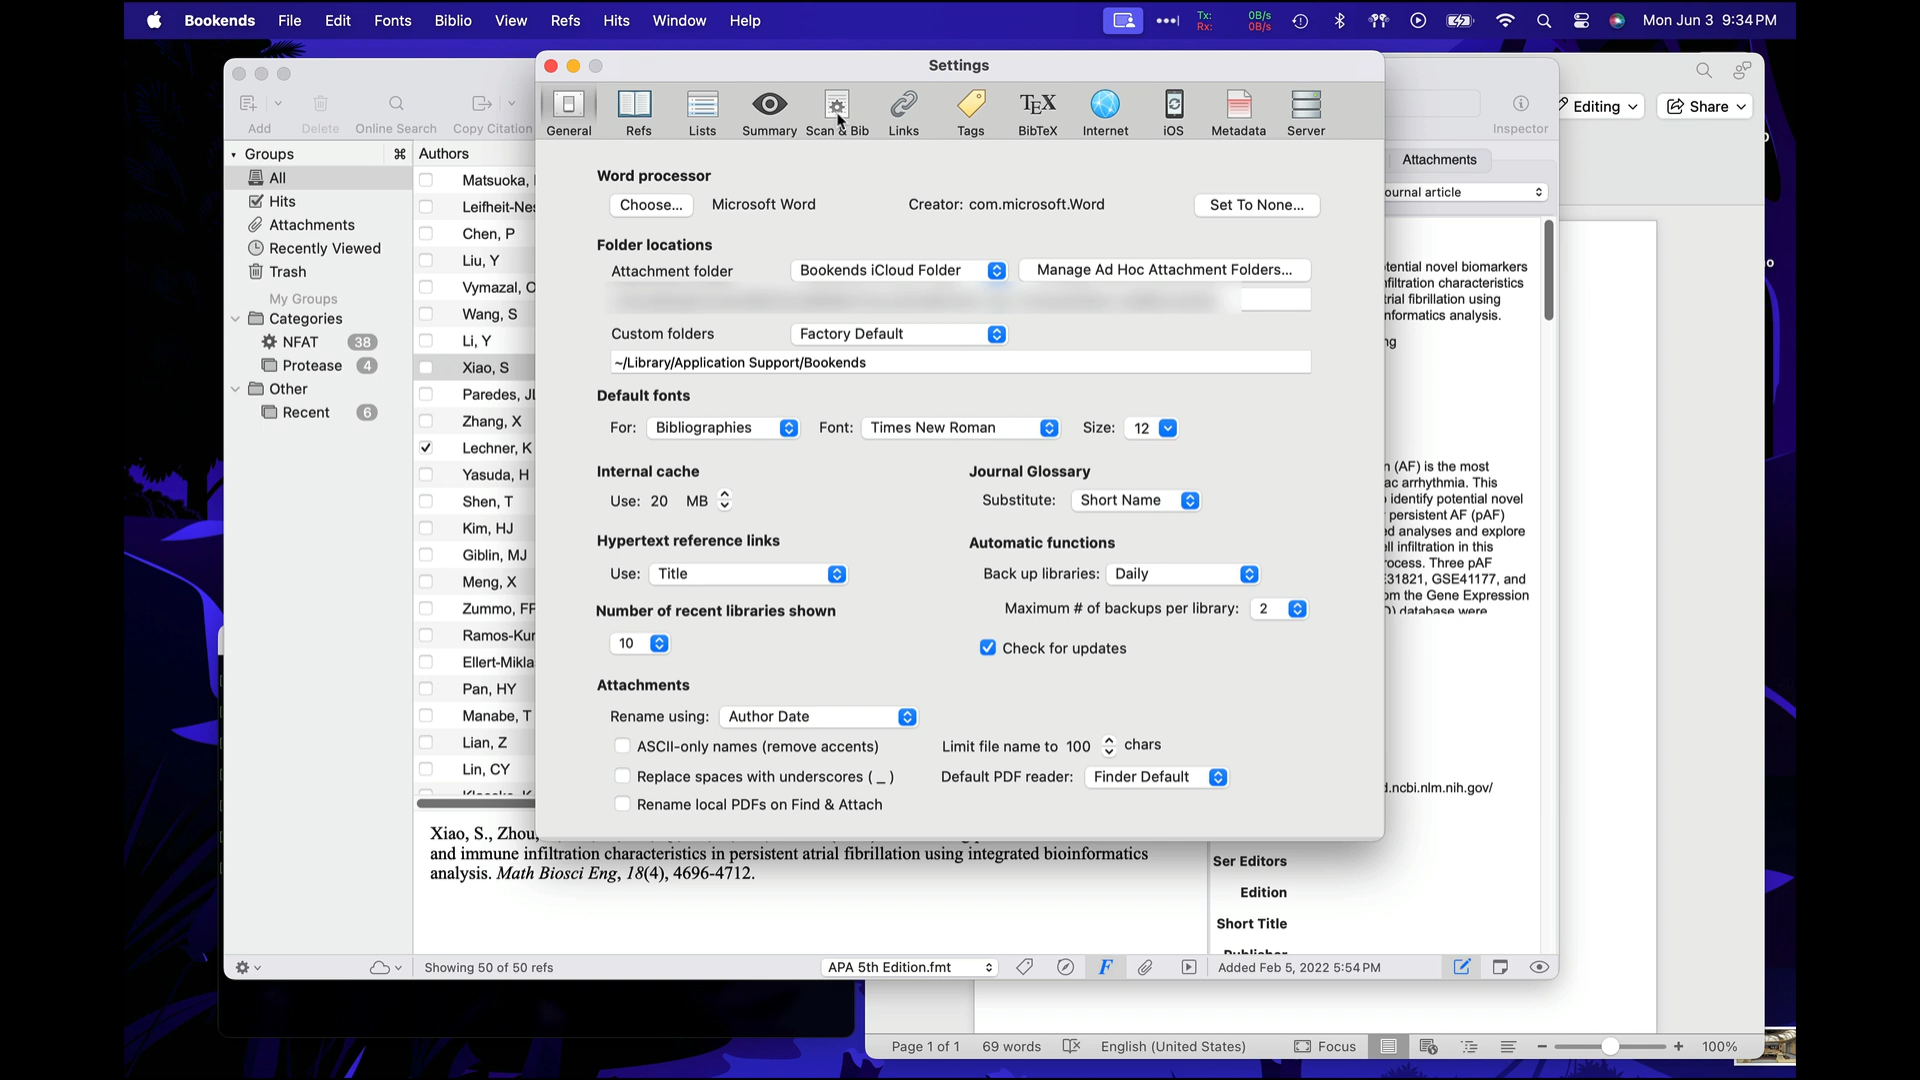 Bookends File Edit Fonts Biblio View Refs Hits Window Help
Tx: 0B/s
Rx: 0B/s
Mon Jun 3 9:34 PM
Settings
Add Delete Online Search Copy Citation
General Refs Lists Summary Scan & Bib Links Tags TEX BibTeX Internet iOS Metadata Server
Inspector
Editing Share
Groups
Authors
All
Hits
Attachments
Recently Viewed
Trash
My Groups
Categories
NFAT 38
Protease 4
Other
Recent 6
Matsuoka,
Leifheit-Nes
Chen, P
Liu, Y
Vymazal, O
Wang, S
Li, Y
Xiao, S
Paredes, JL
Zhang, X
Lechner, K
Yasuda, H
Shen, T
Kim, HJ
Giblin, MJ
Meng, X
Zummo, FP
Ramos-Kur
Ellert-Mikla
Pan, HY
Manabe, T
Lian, Z
Lin, CY
Word processor
Choose... Microsoft Word Creator: com.microsoft.Word Set To None...
Folder locations
Attachment folder Bookends iCloud Folder Manage Ad Hoc Attachment Folders...
Custom folders Factory Default
~/Library/Application Support/Bookends
Default fonts
For: Bibliographies Font: Times New Roman Size: 12
Internal cache
Use: 20 MB
Journal Glossary
Substitute: Short Name
Hypertext reference links
Use: Title
Automatic functions
Back up libraries: Daily
Maximum # of backups per library: 2
Number of recent libraries shown
10
Check for updates
Attachments
Rename using: Author Date
ASCII-only names (remove accents)
Limit file name to 100 chars
Replace spaces with underscores ( _ )
Default PDF reader: Finder Default
Rename local PDFs on Find & Attach
Attachments
ournal article
tential novel biomarkers
filtration characteristics
trial fibrillation using
nformatics analysis.
ng
n (AF) is the most
ac arrhythmia. This
identify potential novel
persistent AF (pAF)
ed analyses and explore
ll infiltration in this
rocess. Three pAF
31821, GSE41177, and
om the Gene Expression
O) database were
.ncbi.nlm.nih.gov/
Ser Editors
Edition
Short Title
Publisher
Xiao, S., Zhou,
and immune infiltration characteristics in persistent atrial fibrillation using integrated bioinformatics
analysis. Math Biosci Eng, 18(4), 4696-4712.
Showing 50 of 50 refs
APA 5th Edition.fmt
F
Added Feb 5, 2022 5:54 PM
Page 1 of 1 69 words English (United States) Focus 100%